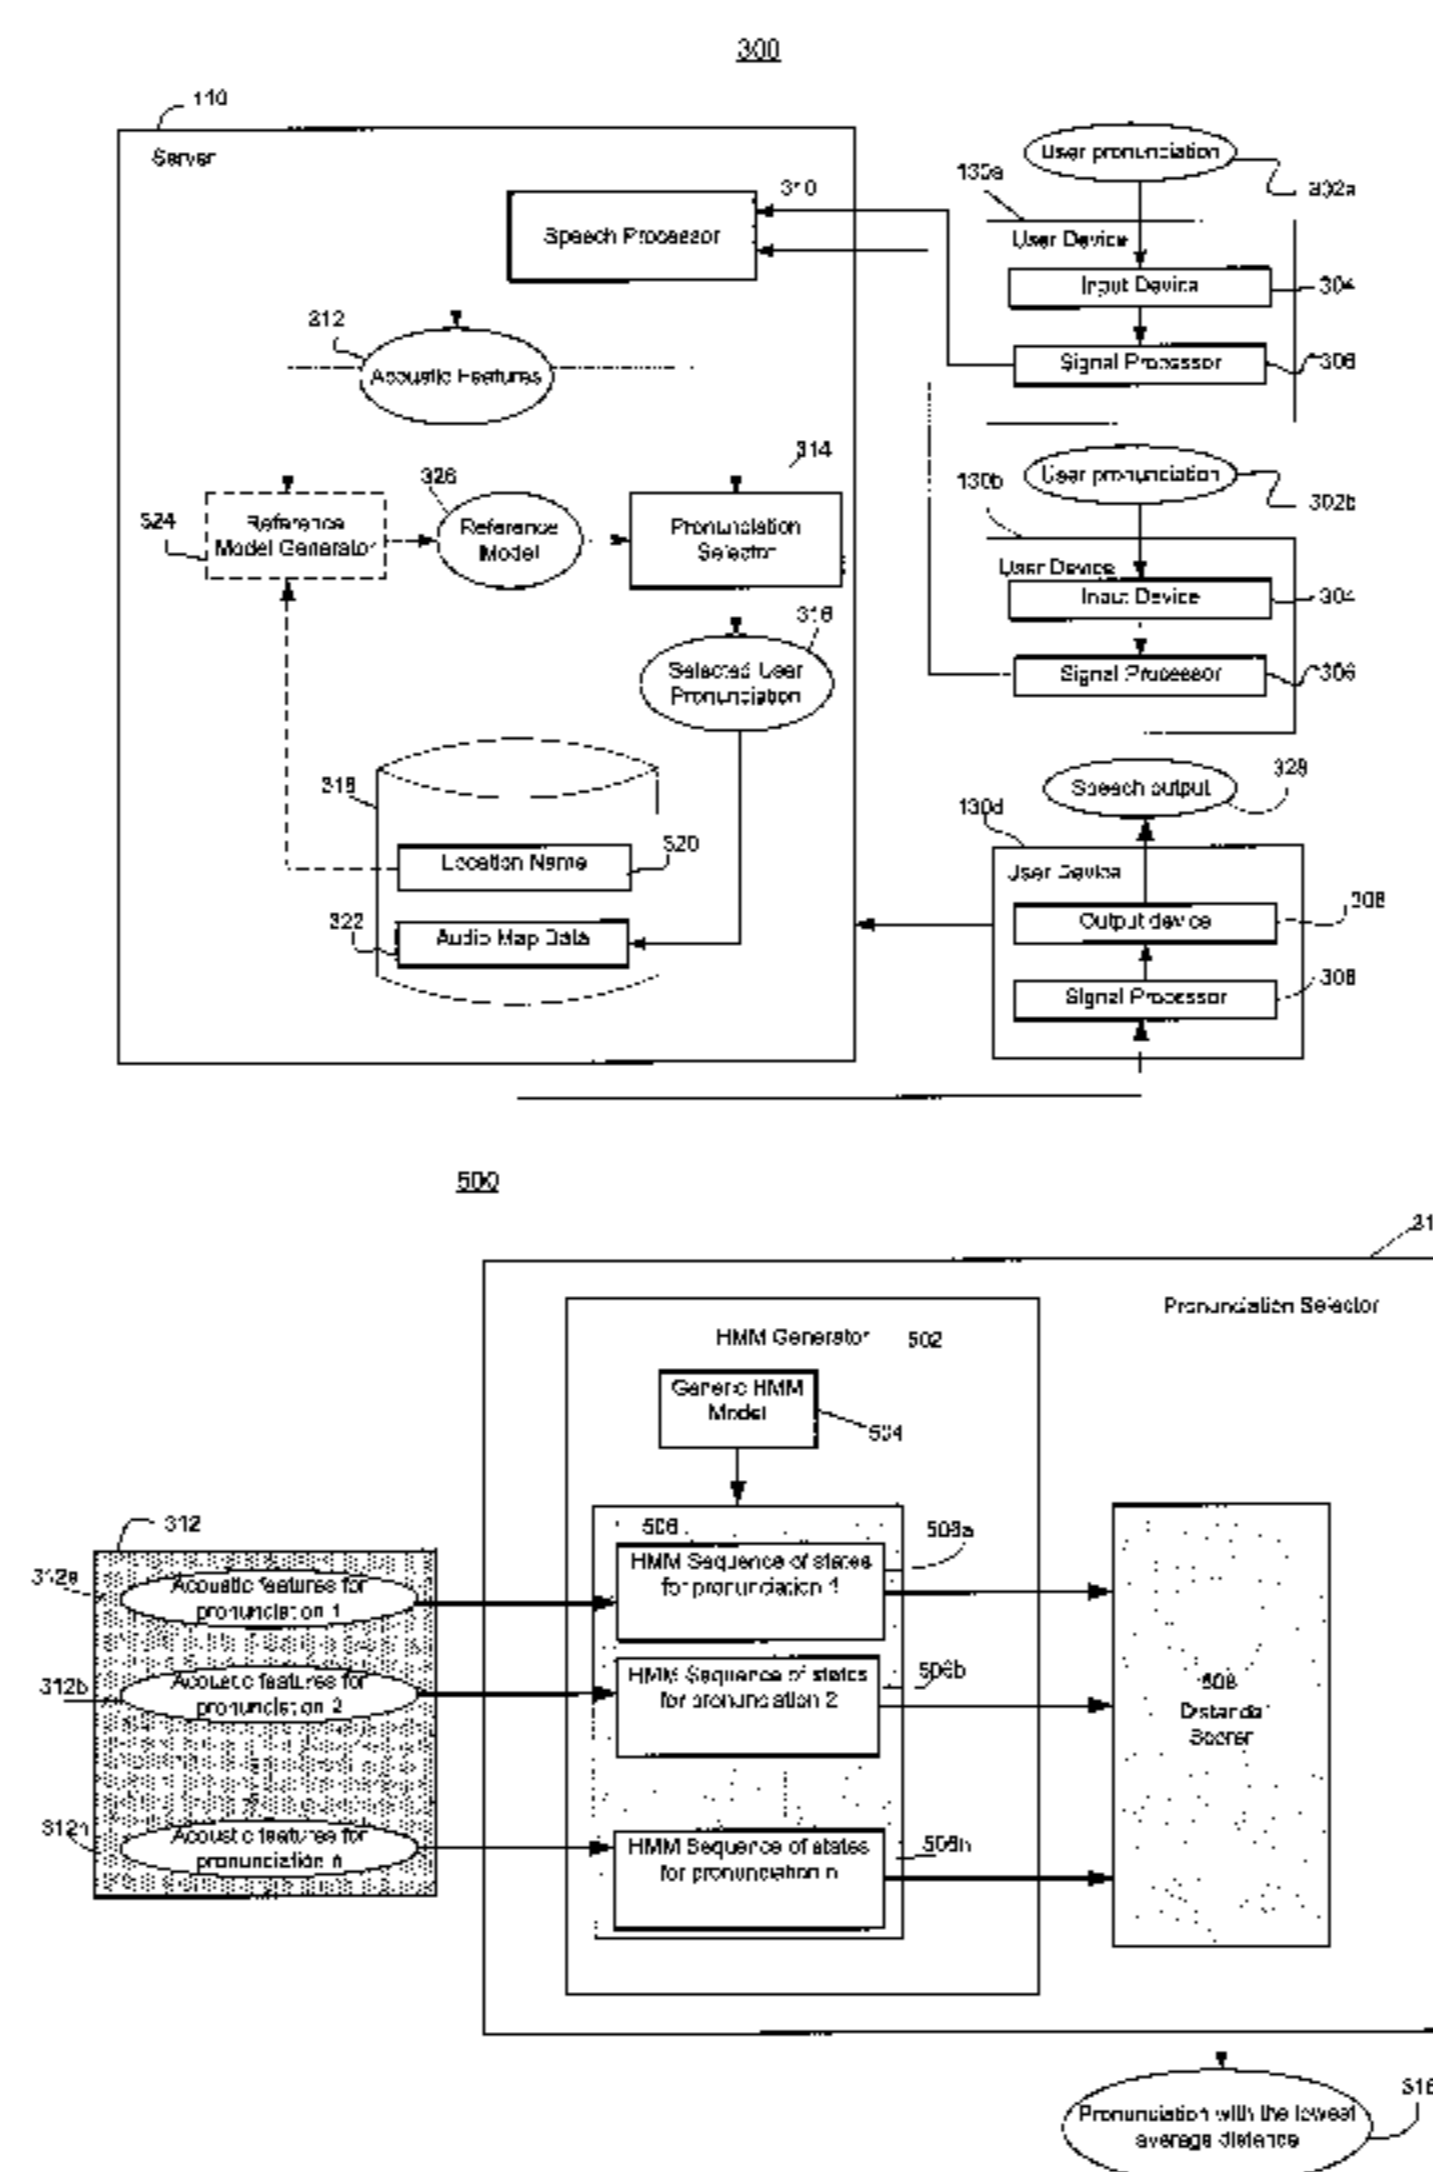 300
110
Server
310
Speech Processor
312
Acoustic Features
314
326
324
Reference
Model Generator
Reference
Model
Pronunciation
Selector
316
Selected User
Pronunciation
318
Location Name
320
322
Audio Map Data
User pronunciation
130a
302a
User Device
Input Device
304
Signal Processor
306
User pronunciation
130b
302b
User Device
Input Device
304
Signal Processor
306
328
Speech output
130d
User Device
Output device
308
Signal Processor
308
500
Pronunciation Selector
HMM Generator
502
Generic HMM
Model
504
312
506
506a
312a
Acoustic features for
pronunciation 1
HMM Sequence of states
for pronunciation 1
312b
Acoustic features for
pronunciation 2
HMM Sequence of states
for pronunciation 2
506b
508
Distance
Scorer
312n
Acoustic features for
pronunciation n
HMM Sequence of states
for pronunciation n
506n
316
Pronunciation with the lowest
average distance